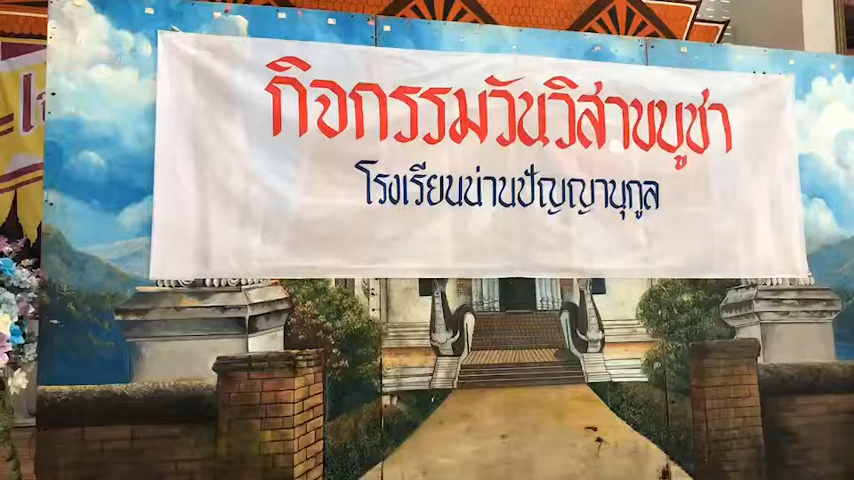 กิจกรรมวันวิสาขบูชา
โรงเรียนน่านปัญญานุกูล